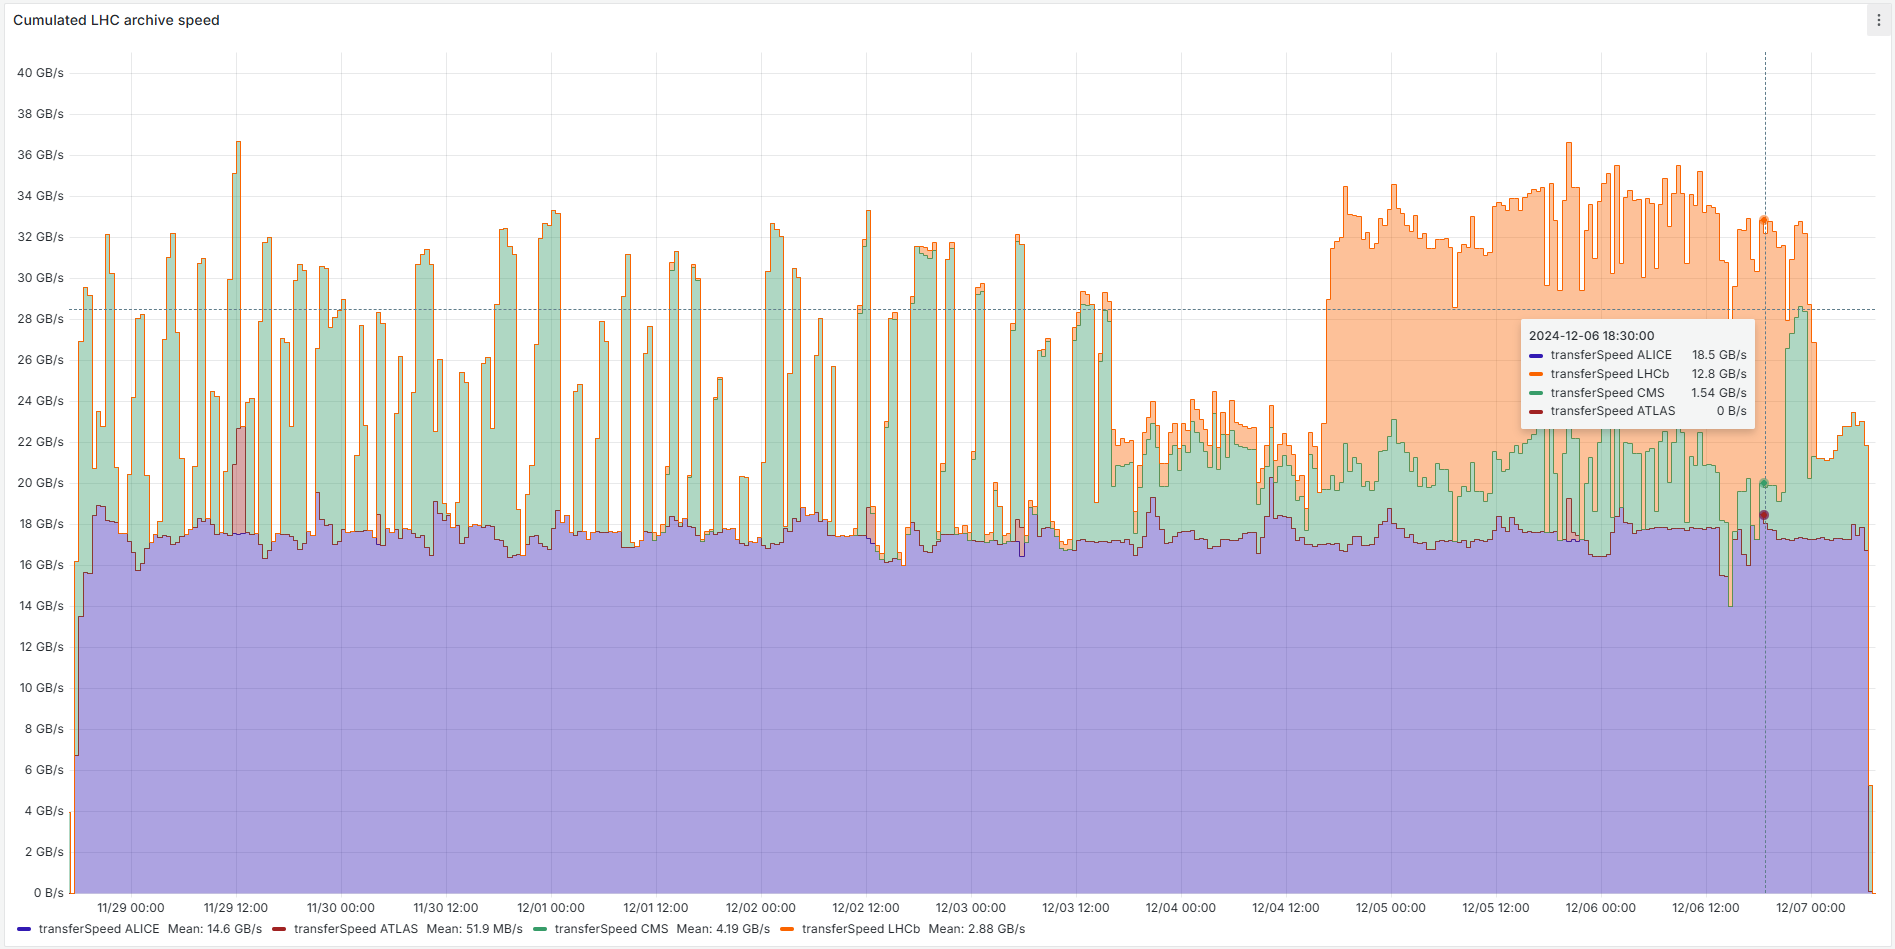 Cumulated LHC archive speed
40 GB/s
38 GB/s
36 GB/s
34 GB/s
32 GB/s
30 GB/s
28 GB/s
26 GB/s
24 GB/s
22 GB/s
20 GB/s
18 GB/s
16 GB/s
14 GB/s
12 GB/s
10 GB/s
8 GB/s
6 GB/s
4 GB/s
2 GB/s
0 B/s
2024-12-06 18:30:00
transferSpeed ALICE 18.5 GB/s
transferSpeed LHCb 12.8 GB/s
transferSpeed CMS 1.54 GB/s
transferSpeed ATLAS 0 B/s
11/29 00:00 11/29 12:00 11/30 00:00 11/30 12:00 12/01 00:00 12/01 12:00 12/02 00:00 12/02 12:00 12/03 00:00 12/03 12:00 12/04 00:00 12/04 12:00 12/05 00:00 12/05 12:00 12/06 00:00 12/06 12:00 12/07 00:00
transferSpeed ALICE Mean: 14.6 GB/s transferSpeed ATLAS Mean: 51.9 MB/s transferSpeed CMS Mean: 4.19 GB/s transferSpeed LHCb Mean: 2.88 GB/s